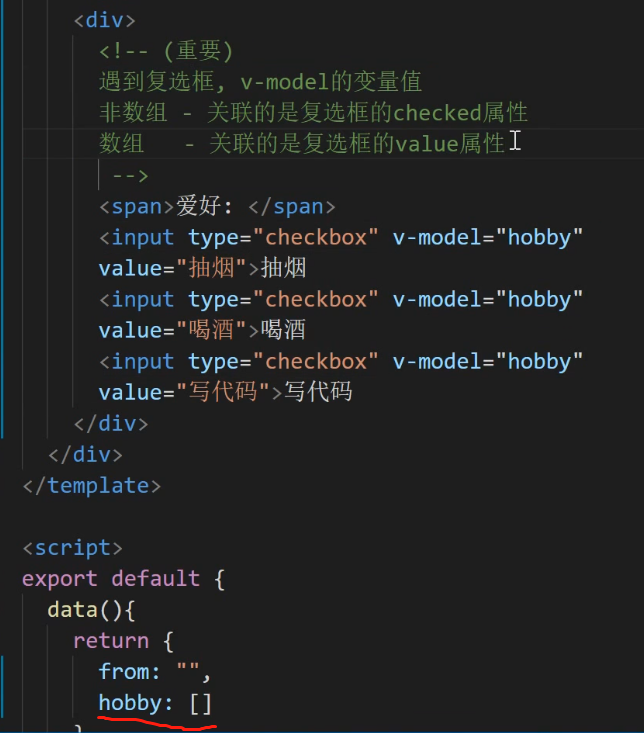 <div>
<!-- (重要)
遇到复选框, v-model的变量值
非数组 - 关联的是复选框的checked属性
数组 - 关联的是复选框的value属性
-->
<span>爱好: </span>
<input type="checkbox" v-model="hobby"
value="抽烟">抽烟
<input type="checkbox" v-model="hobby"
value="喝酒">喝酒
<input type="checkbox" v-model="hobby"
value="写代码">写代码
</div>
</div>
</template>
<script>
export default {
data(){
return {
from: "",
hobby: []
}